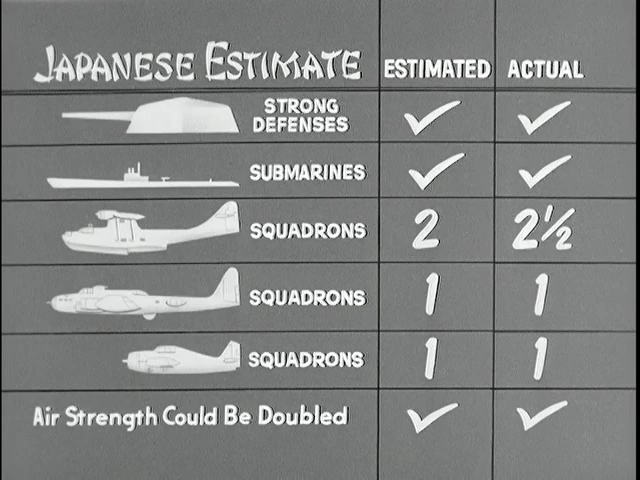 JAPANESE ESTIMATE ESTIMATED ACTUAL
STRONG
DEFENSES ✓ ✓
SUBMARINES ✓ ✓
SQUADRONS 2 2½
SQUADRONS 1 1
SQUADRONS 1 1
Air Strength Could Be Doubled ✓ ✓